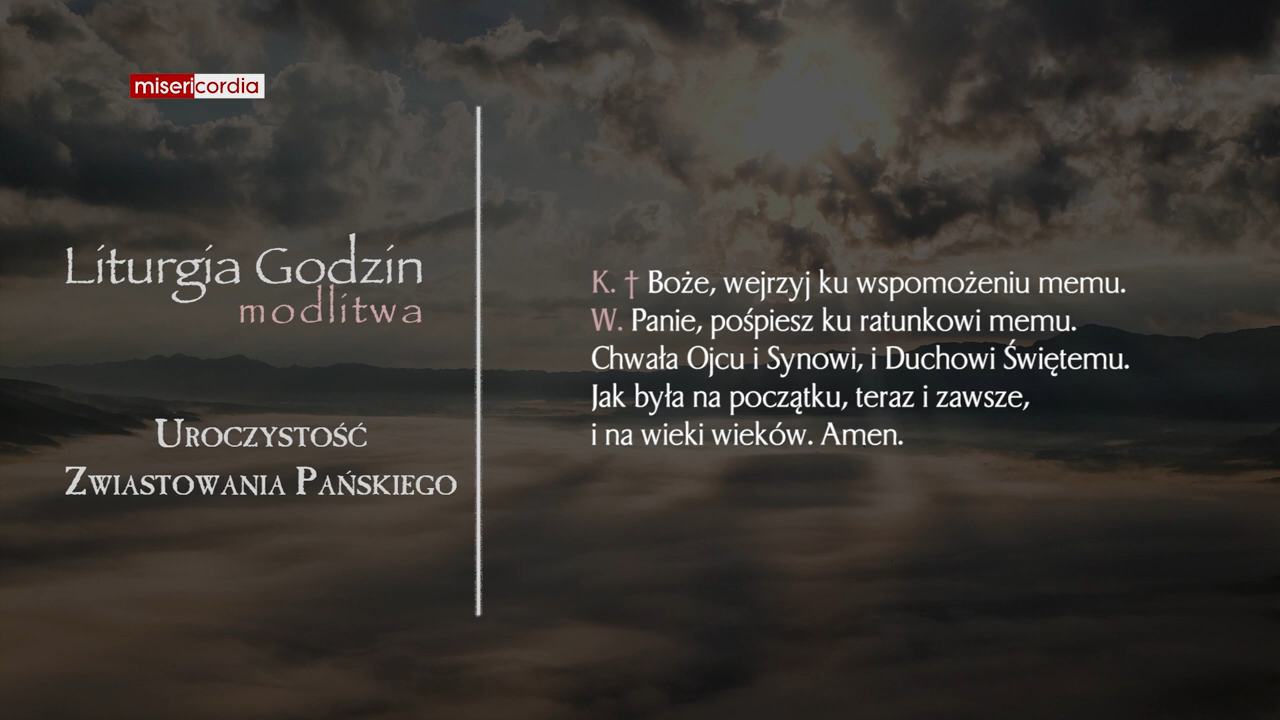 misericordia
Liturgia Godzin
modlitwa
Uroczystość
Zwiastowania Pańskiego
K. † Boże, wejrzyj ku wspomożeniu memu.
W. Panie, pośpiesz ku ratunkowi memu.
Chwała Ojcu i Synowi, i Duchowi Świętemu.
Jak była na początku, teraz i zawsze,
i na wieki wieków. Amen.